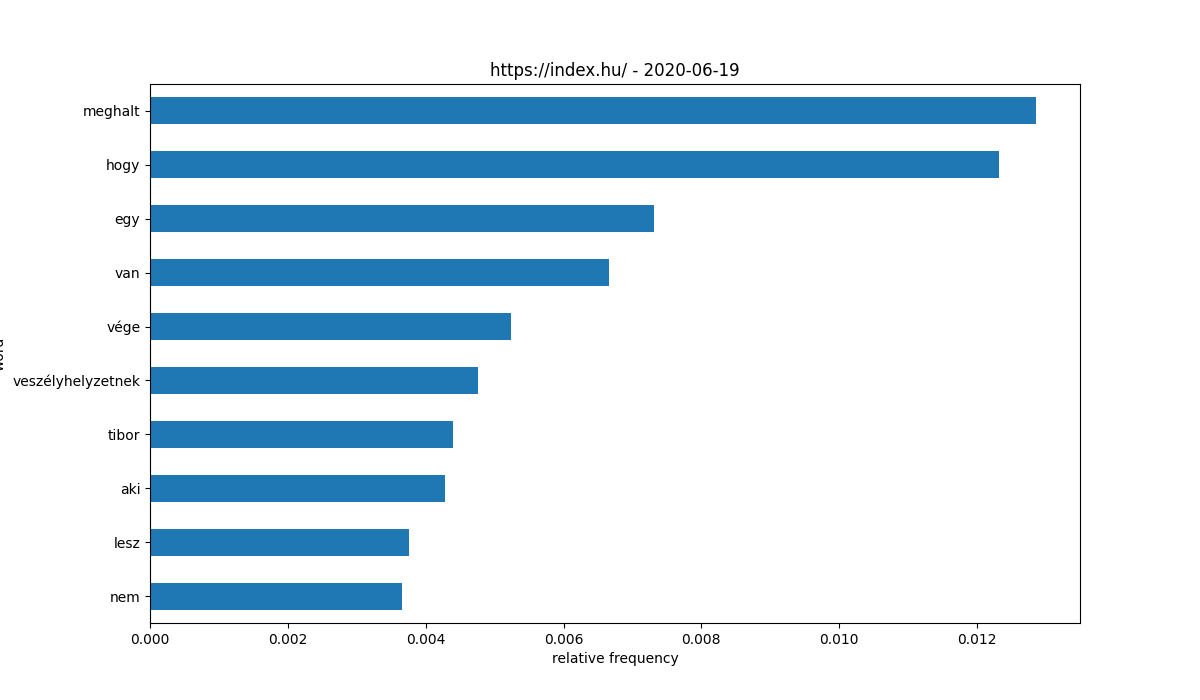 https://index.hu/ - 2020-06-19
meghalt
hogy
egy
van
vége
veszélyhelyzetnek
tibor
aki
lesz
nem
0.000 0.002 0.004 0.006 0.008 0.010 0.012
relative frequency